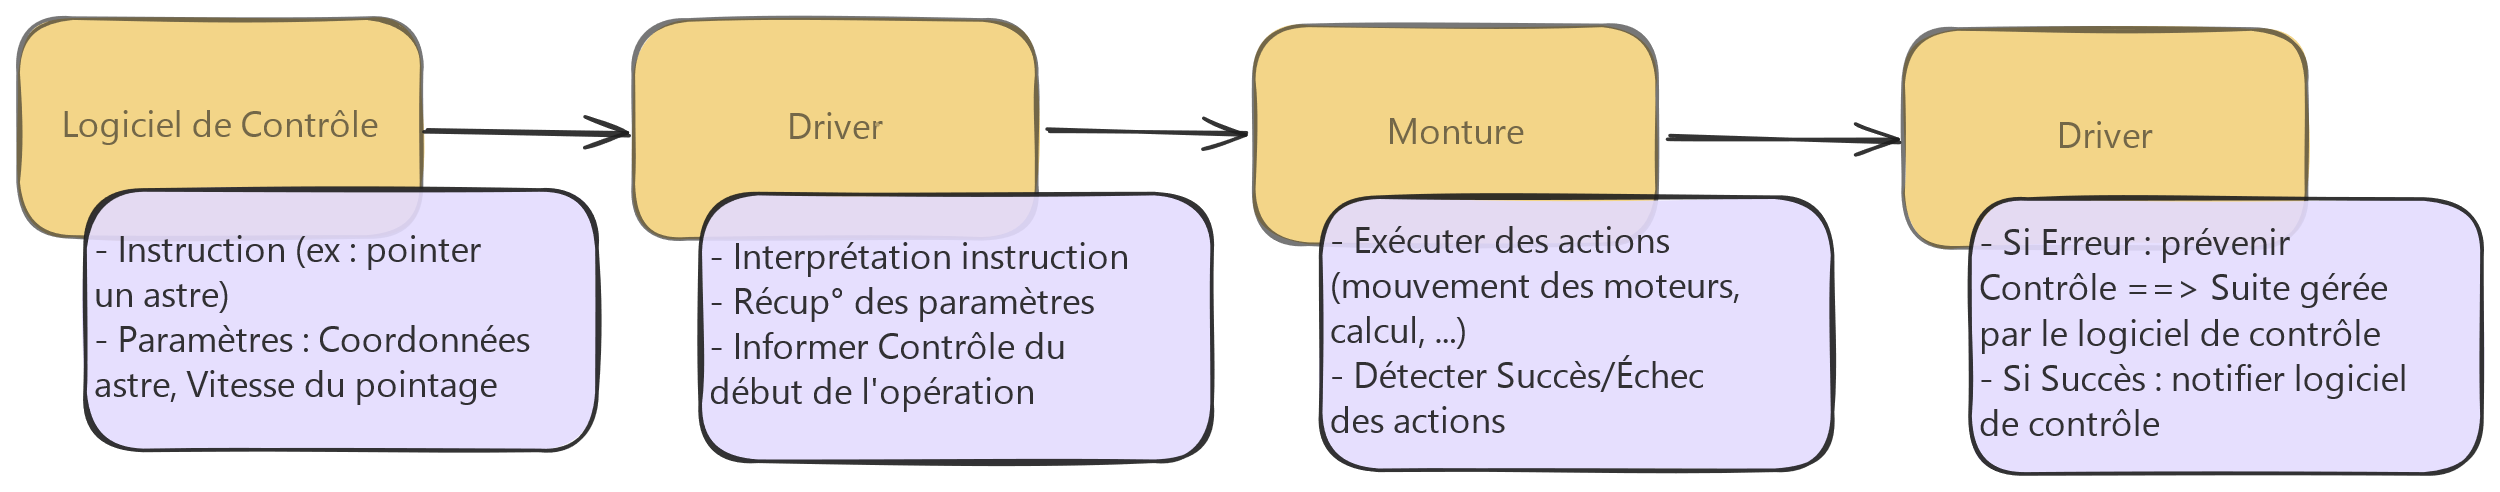 Logiciel de Contrôle
- Instruction (ex : pointer
un astre)
- Paramètres : Coordonnées
astre, Vitesse du pointage
Driver
- Interprétation instruction
- Récup° des paramètres
- Informer Contrôle du
début de l'opération
Monture
- Exécuter des actions
(mouvement des moteurs,
calcul, ...)
- Détecter Succès/Échec
des actions
Driver
- Si Erreur : prévenir
Contrôle ==> Suite gérée
par le logiciel de contrôle
- Si Succès : notifier logiciel
de contrôle